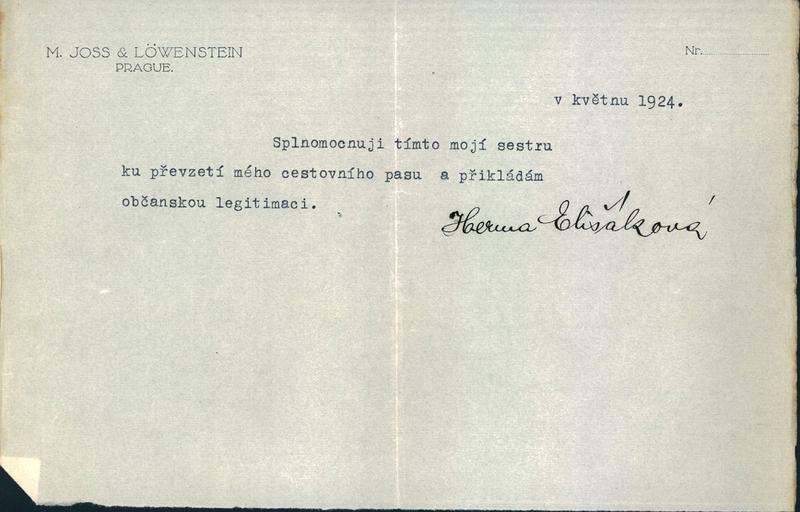 M. JOSS & LÖWENSTEIN
PRAGUE.
Nr.
v květnu 1924.
Splnomocnuji tímto mojí sestru
ku převzetí mého cestovního pasu a přikládám
občanskou legitimaci.
Herma Elišáková